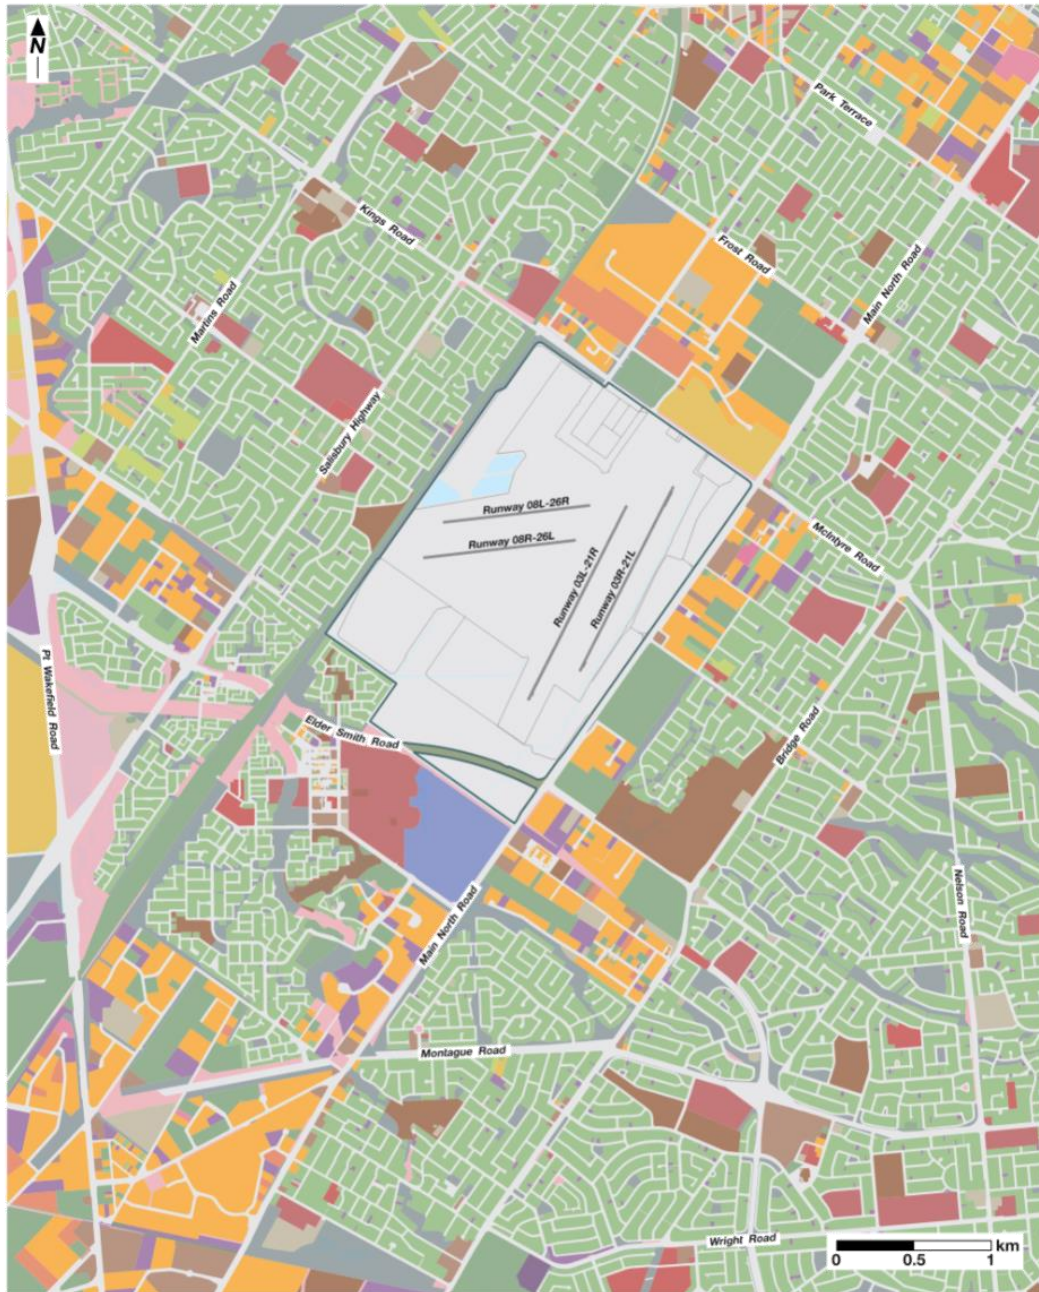 N
Park Terrace
Kings Road
Frost Road
Main North Road
Martins Road
Salisbury Highway
Runway 08L-26R
Runway 08R-26L
Runway 03L-21R
Runway 03R-21L
McIntyre Road
Pt Wakefield Road
Elder Smith Road
Bridge Road
Main North Road
Nelson Road
Montague Road
Wright Road
km
0 0.5 1